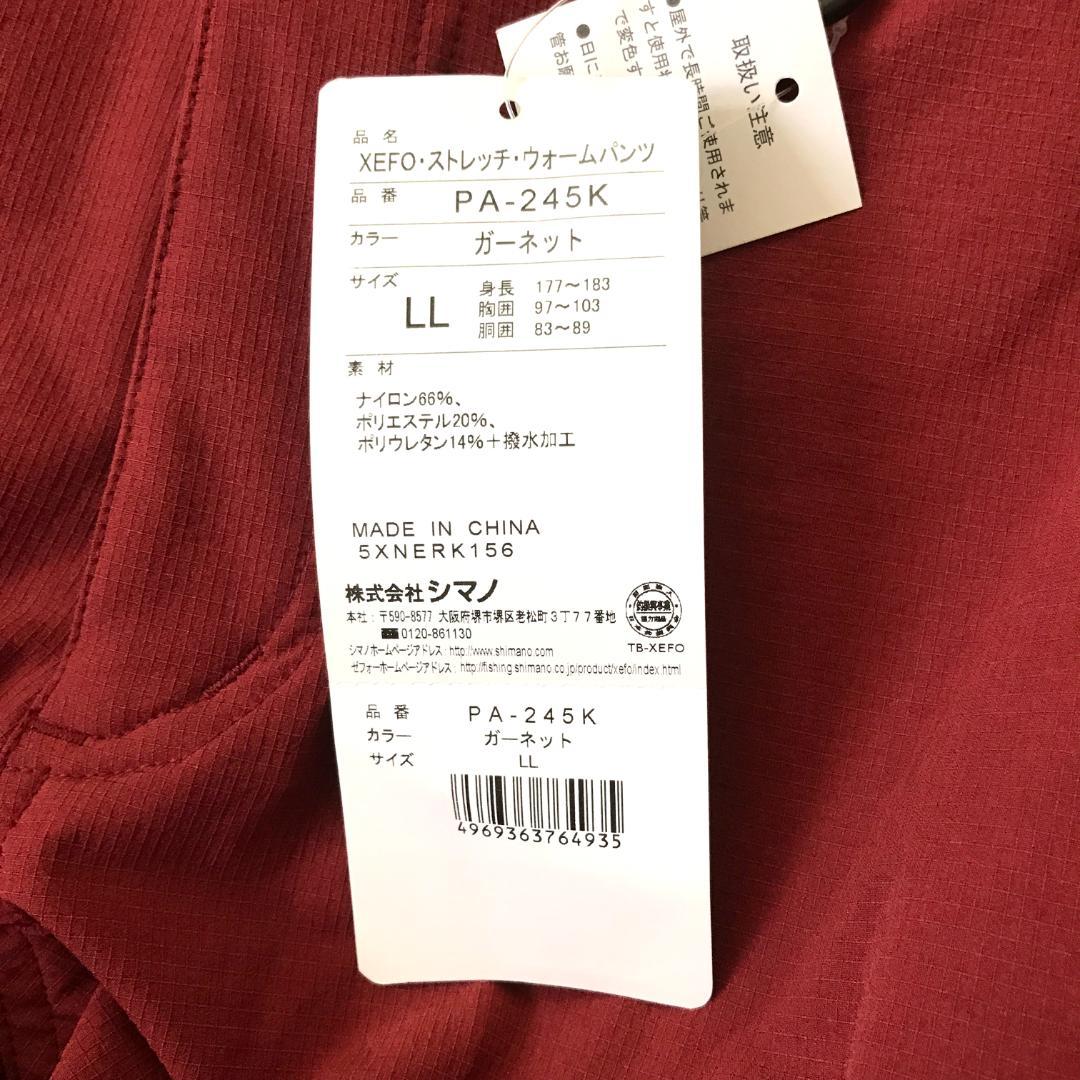 品名
XEFO・ストレッチ・ウォームパンツ
品番 PA-245K
カラー ガーネット
サイズ LL
身長 177～183
胸囲 97～103
胴囲 83～89
素材
ナイロン66%、
ポリエステル20%、
ポリウレタン14%＋撥水加工
MADE IN CHINA
5XNERK156
株式会社シマノ
本社：〒590-8577 大阪府堺市堺区老松町3丁77番地
0120-861130
シマノホームページアドレス：http://www.shimano.com
ゼフォーホームページアドレス：http://fishing.shimano.co.jp/product/xefo/index.html
TB-XEFO
品番 PA-245K
カラー ガーネット
サイズ LL
4969363764935
取扱い注意
●屋外で長時間ご使用されま
すと使用
で変色す
●日に
管お願